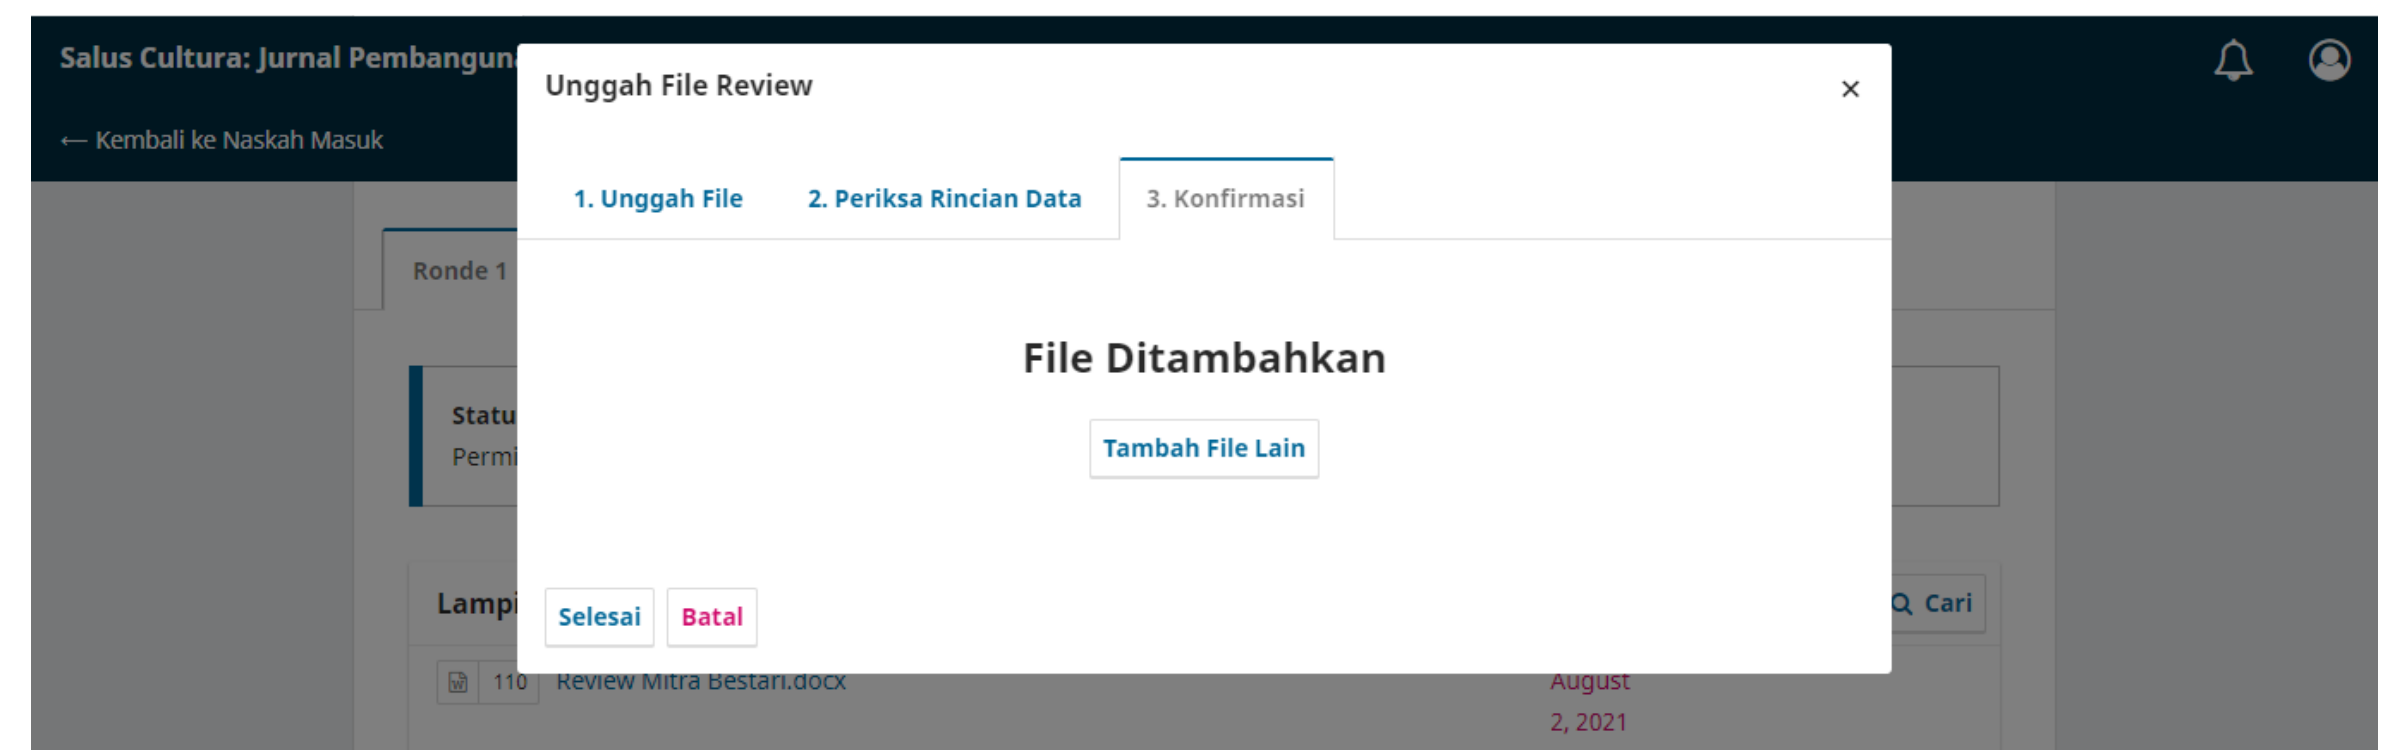 Salus Cultura: Jurnal Pembangun
← Kembali ke Naskah Masuk
Unggah File Review
×
1. Unggah File
2. Periksa Rincian Data
3. Konfirmasi
Ronde 1
File Ditambahkan
Statu
Permi
Tambah File Lain
Lampi
Selesai
Batal
Cari
110
Review Mitra Bestari.docx
August
2, 2021